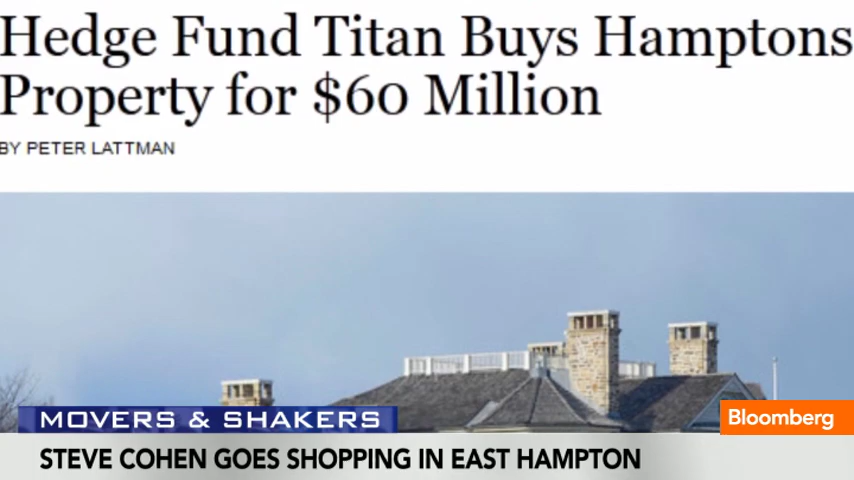 Hedge Fund Titan Buys Hamptons
Property for $60 Million
BY PETER LATTMAN
MOVERS & SHAKERS
Bloomberg
STEVE COHEN GOES SHOPPING IN EAST HAMPTON